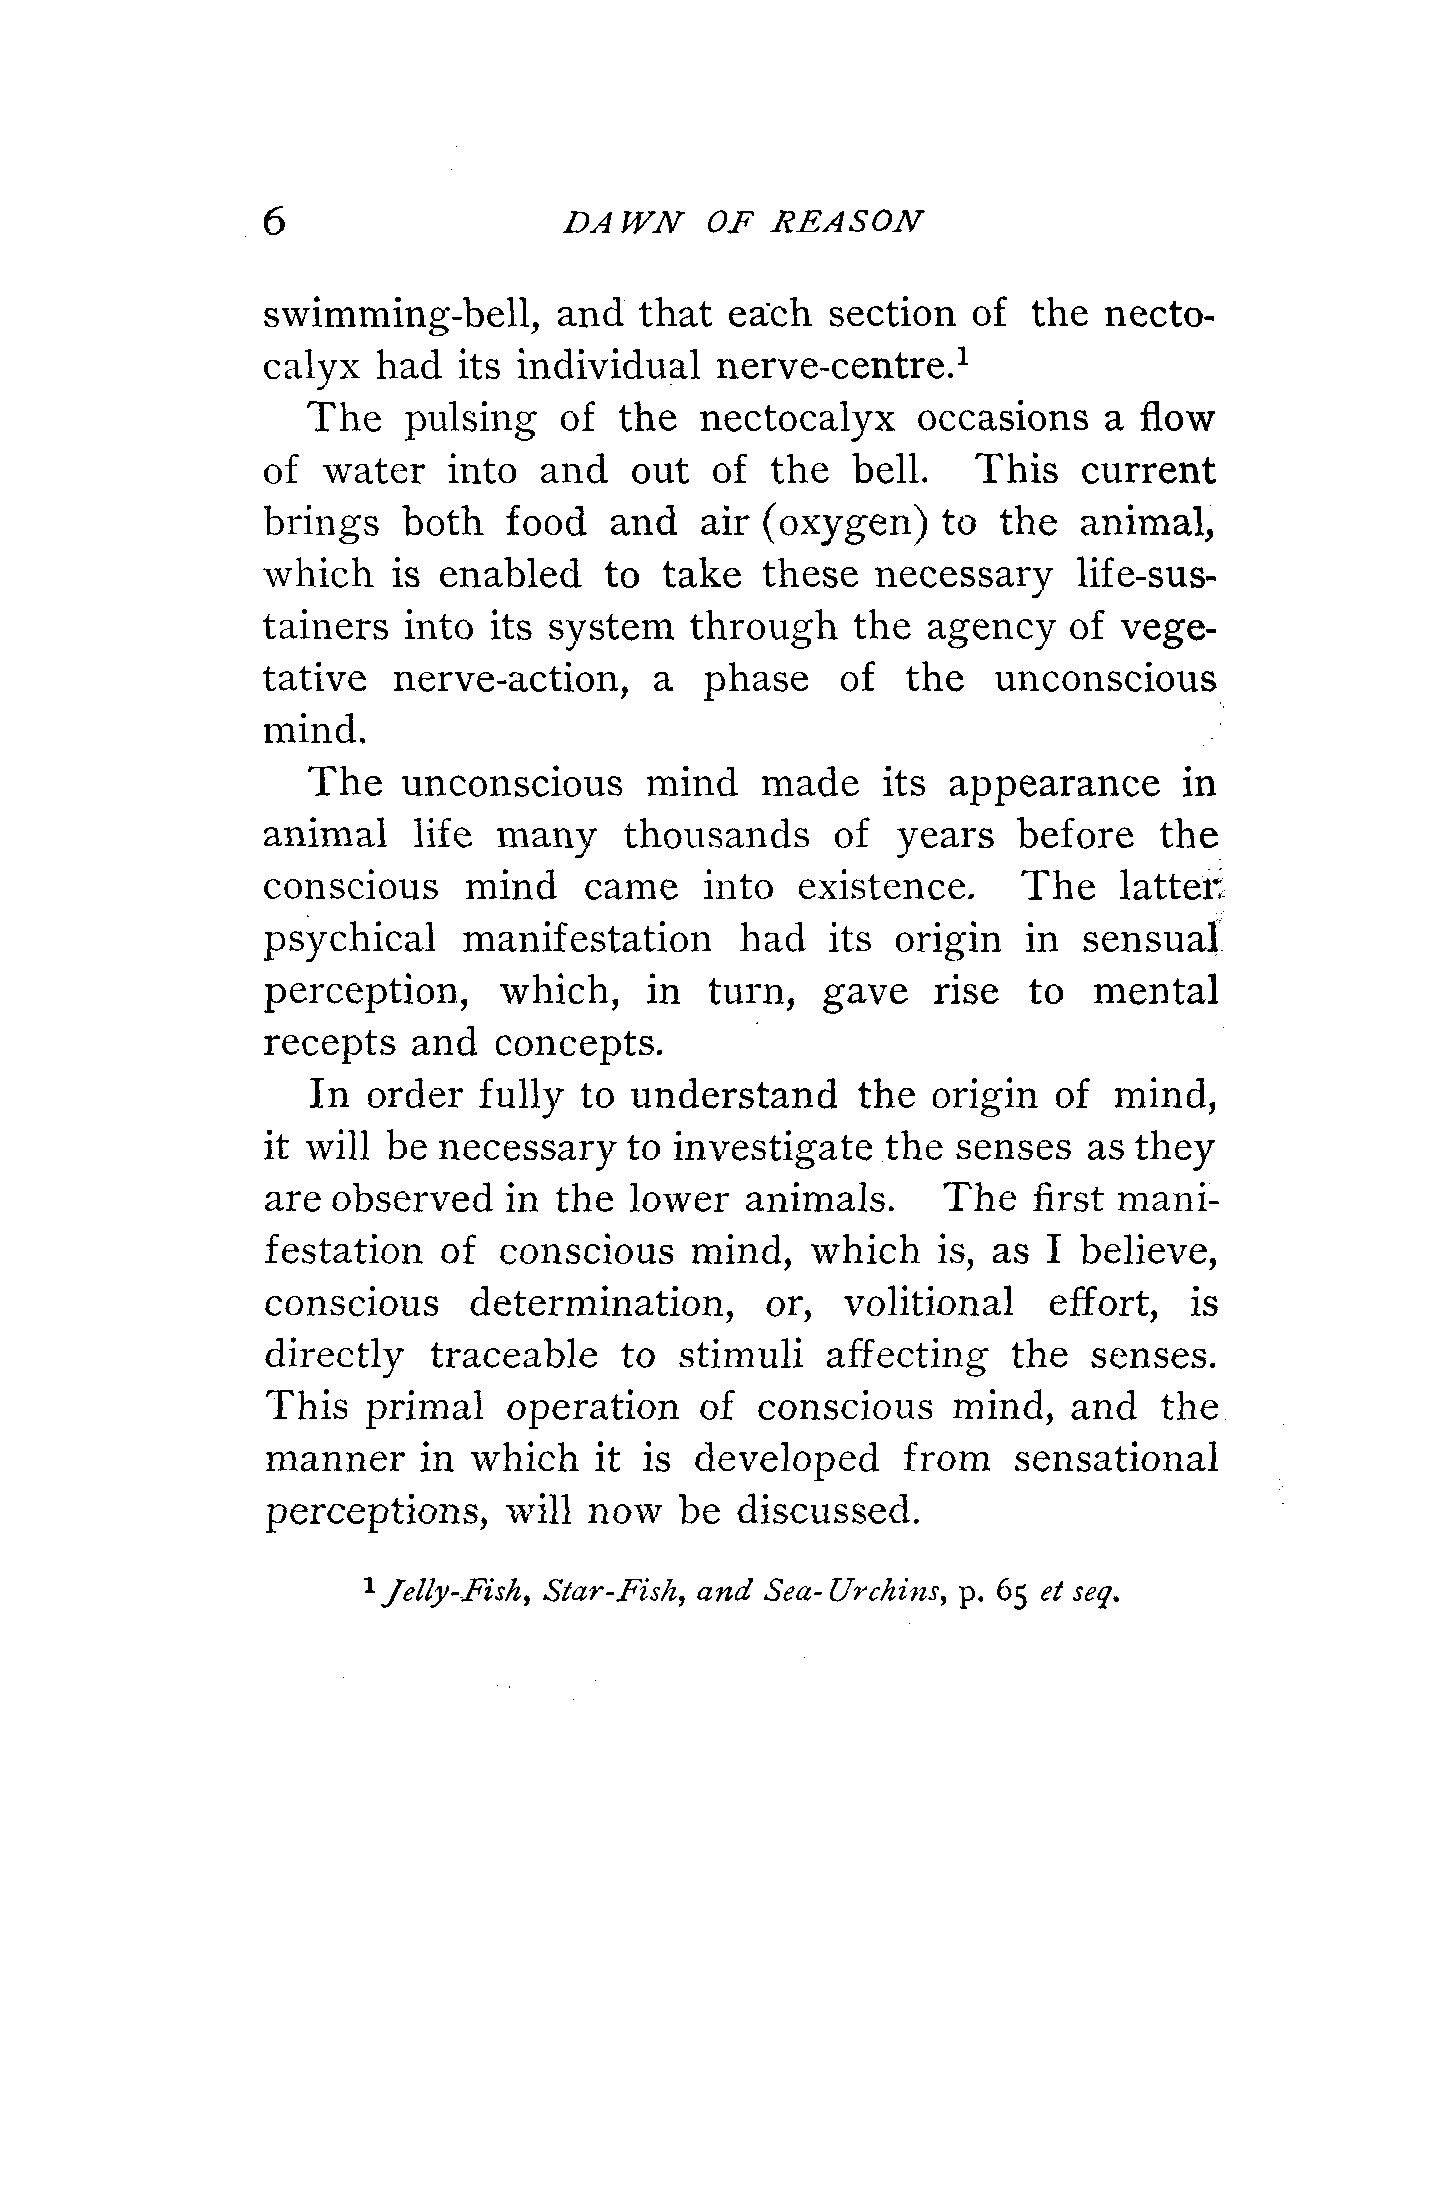 6 DAWN OF REASON
swimming-bell, and that each section of the necto-
calyx had its individual nerve-centre.¹
The pulsing of the nectocalyx occasions a flow
of water into and out of the bell. This current
brings both food and air (oxygen) to the animal,
which is enabled to take these necessary life-sus-
tainers into its system through the agency of vege-
tative nerve-action, a phase of the unconscious
mind.
The unconscious mind made its appearance in
animal life many thousands of years before the
conscious mind came into existence. The latter
psychical manifestation had its origin in sensual
perception, which, in turn, gave rise to mental
recepts and concepts.
In order fully to understand the origin of mind,
it will be necessary to investigate the senses as they
are observed in the lower animals. The first mani-
festation of conscious mind, which is, as I believe,
conscious determination, or, volitional effort, is
directly traceable to stimuli affecting the senses.
This primal operation of conscious mind, and the
manner in which it is developed from sensational
perceptions, will now be discussed.
¹ Jelly-Fish, Star-Fish, and Sea-Urchins, p. 65 et seq.